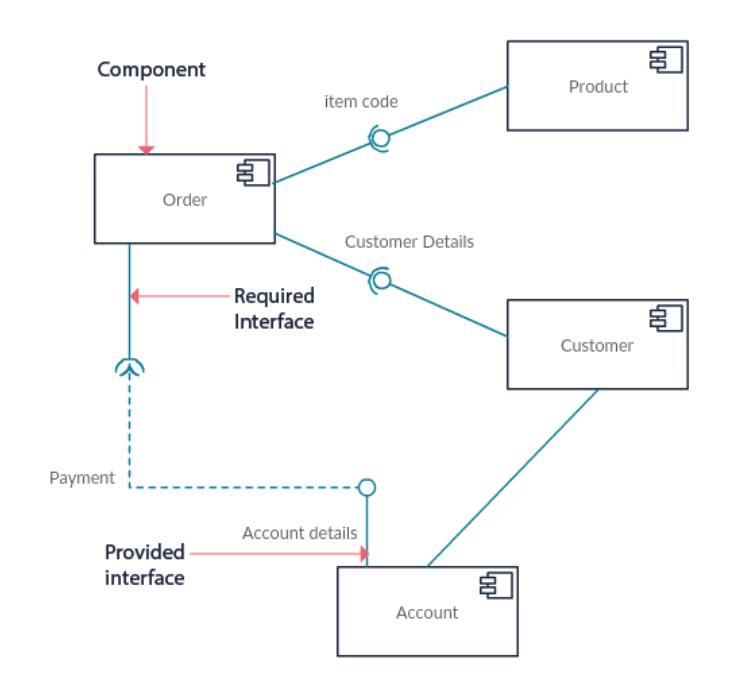 Component
item code
Product
Order
Customer Details
Required
Interface
Customer
Payment
Account details
Provided
interface
Account